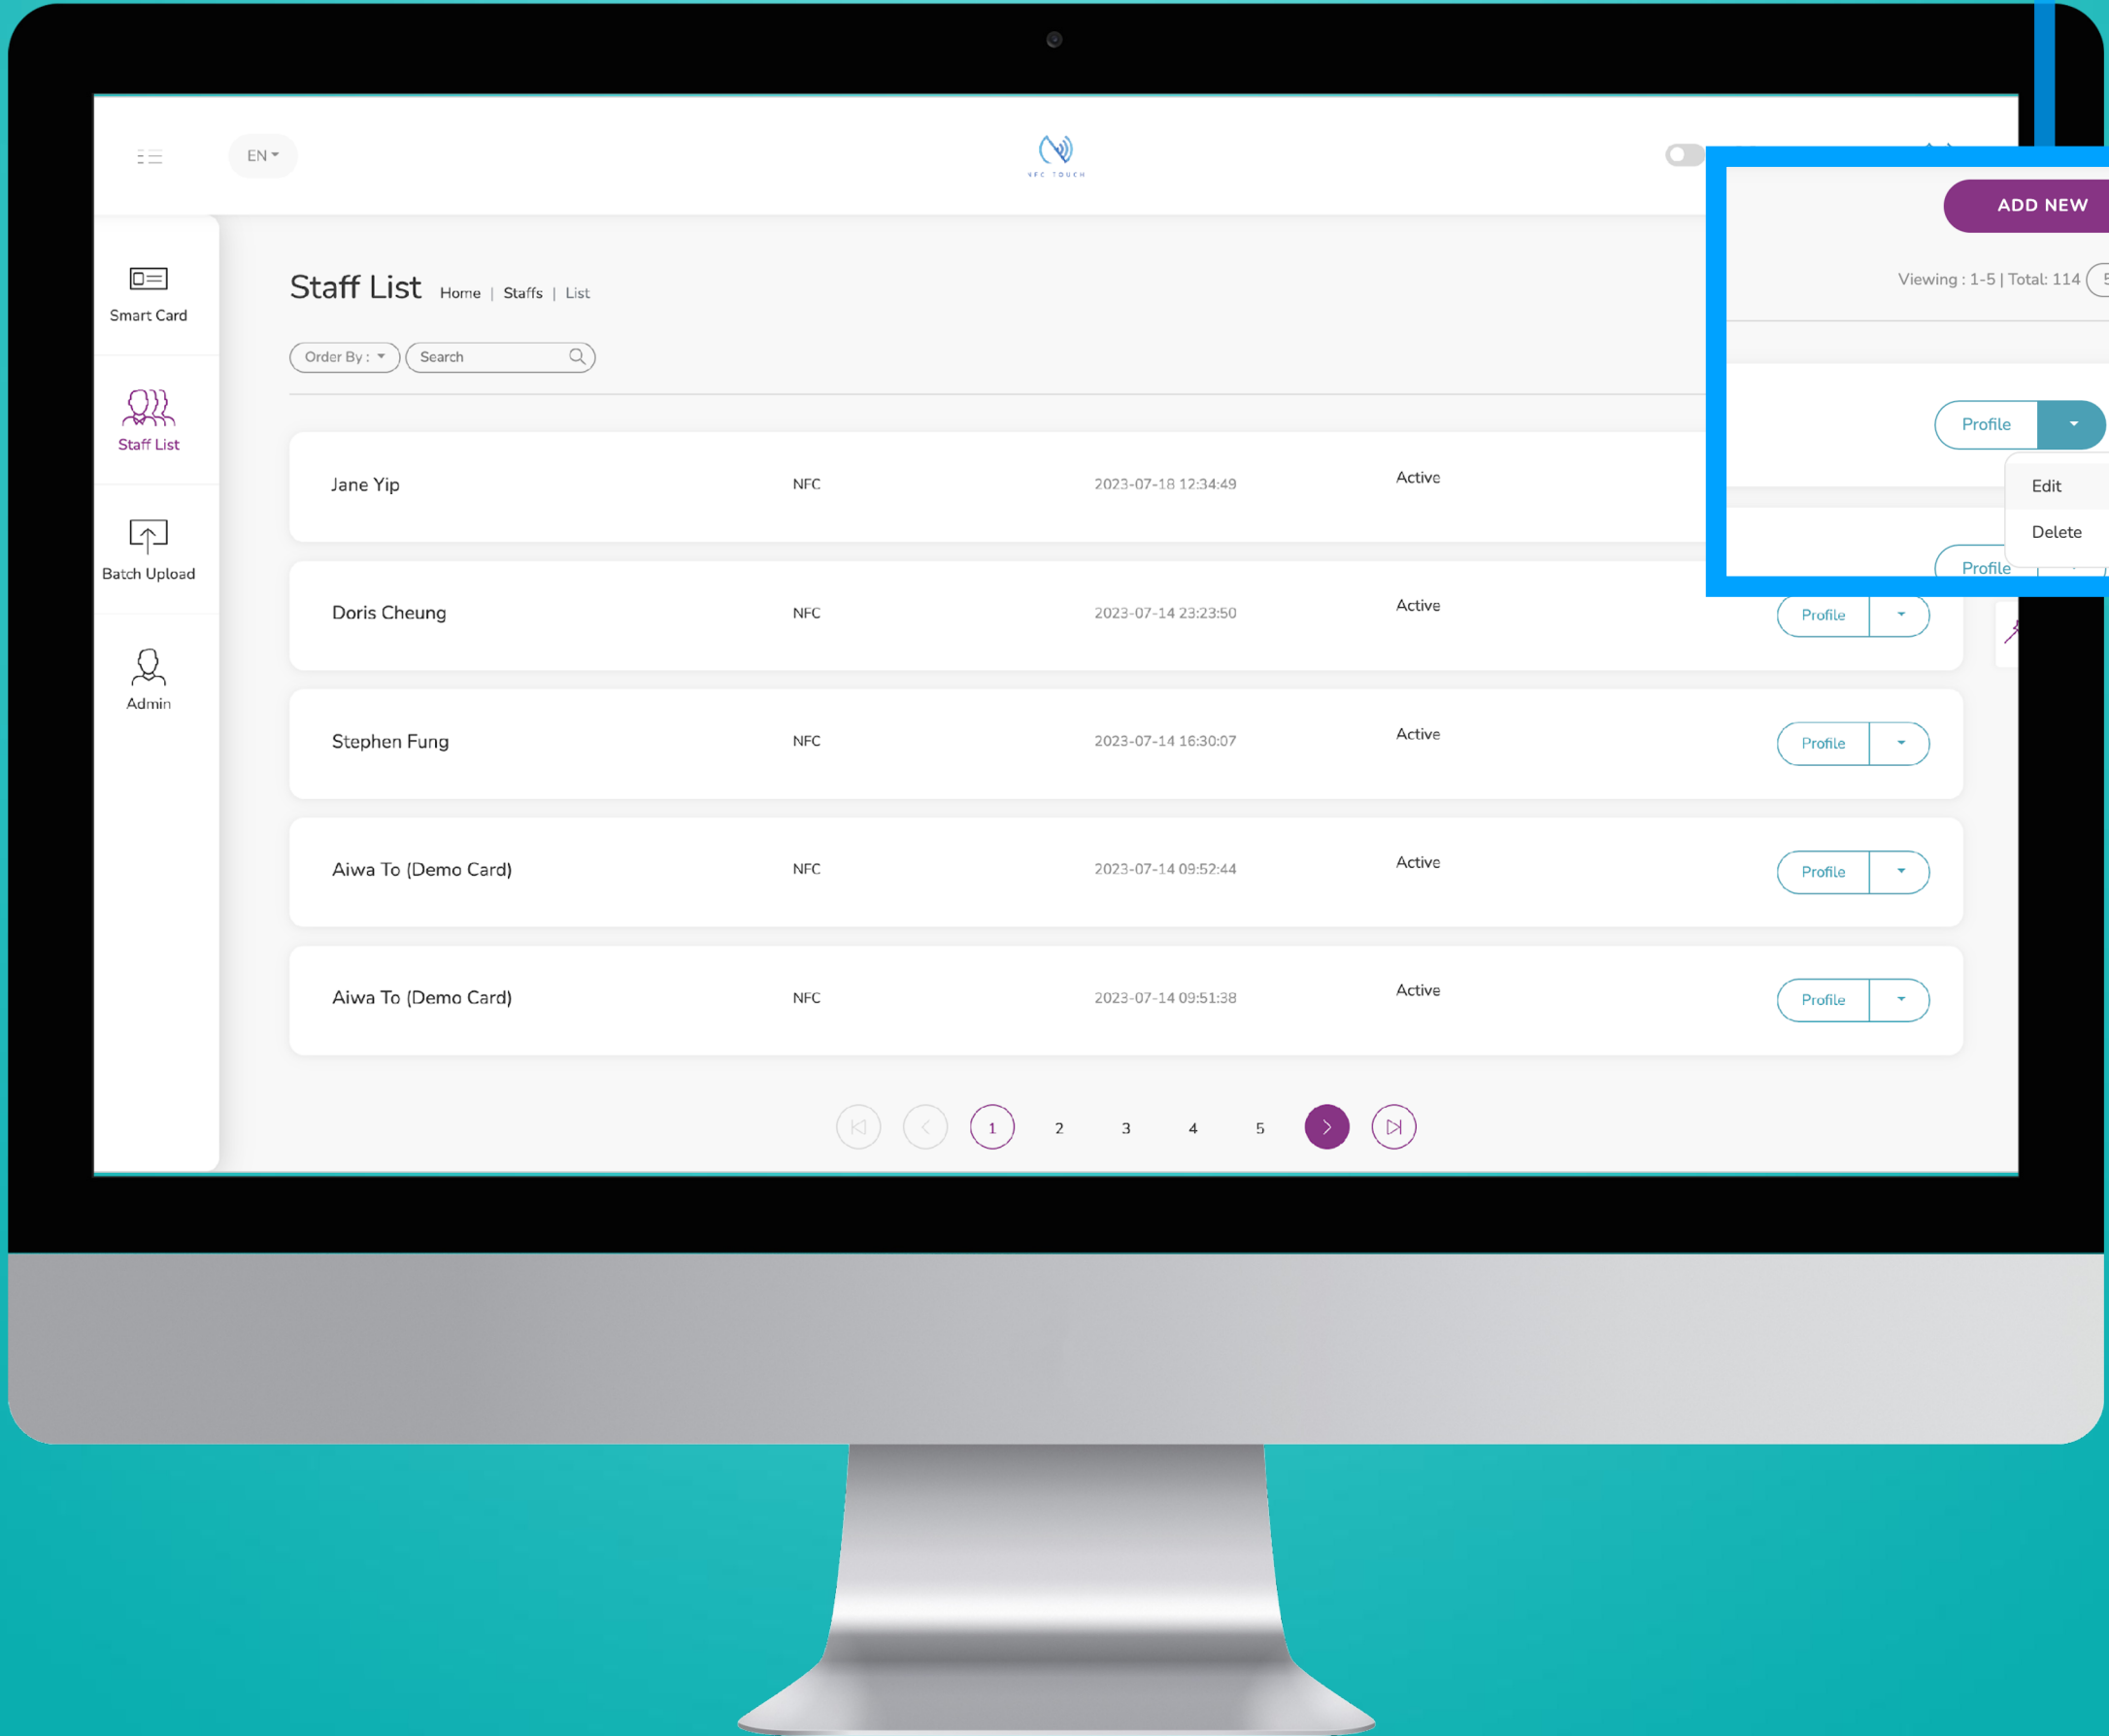 EN
NFC TOUCH
ADD NEW
Viewing : 1-5 | Total: 114
Smart Card
Staff List
Batch Upload
Admin
Staff List Home | Staffs | List
Order By : Search
Jane Yip NFC 2023-07-18 12:34:49 Active Profile
Edit
Delete
Profile
Doris Cheung NFC 2023-07-14 23:23:50 Active Profile
Stephen Fung NFC 2023-07-14 16:30:07 Active Profile
Aiwa To (Demo Card) NFC 2023-07-14 09:52:44 Active Profile
Aiwa To (Demo Card) NFC 2023-07-14 09:51:38 Active Profile
1 2 3 4 5